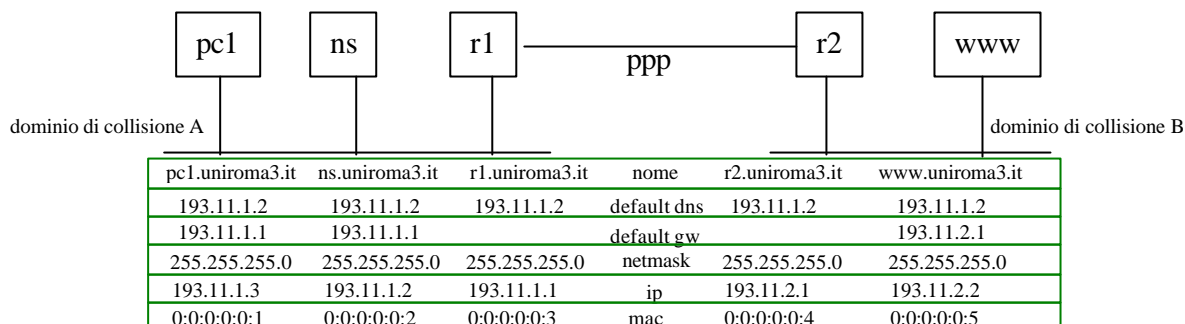 pc1 ns r1 r2 www
ppp
dominio di collisione A dominio di collisione B
pc1.uniroma3.it ns.uniroma3.it r1.uniroma3.it nome r2.uniroma3.it www.uniroma3.it
193.11.1.2 193.11.1.2 193.11.1.2 default dns 193.11.1.2 193.11.1.2
193.11.1.1 193.11.1.1 default gw 193.11.2.1
255.255.255.0 255.255.255.0 255.255.255.0 netmask 255.255.255.0 255.255.255.0
193.11.1.3 193.11.1.2 193.11.1.1 ip 193.11.2.1 193.11.2.2
0:0:0:0:0:1 0:0:0:0:0:2 0:0:0:0:0:3 mac 0:0:0:0:0:4 0:0:0:0:0:5